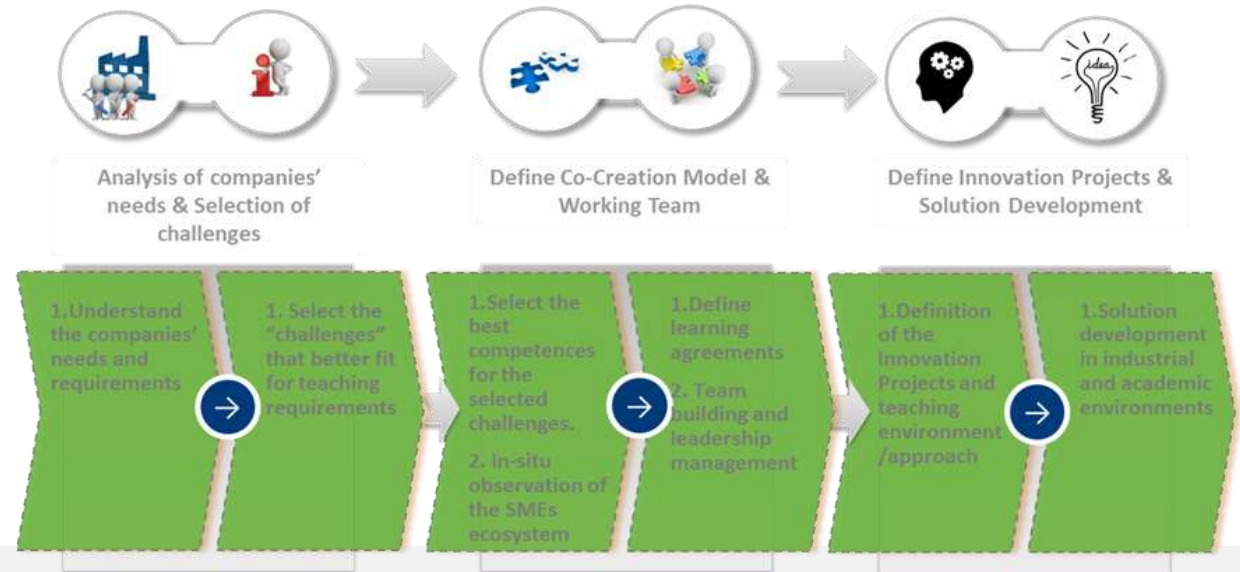 idea
Analysis of companies'
needs & Selection of
challenges
Define Co-Creation Model &
Working Team
Define Innovation Projects &
Solution Development
1.Understand
the companies'
needs and
requirements
1. Select the
"challenges"
that better fit
for teaching
requirements
1.Select the
best
competences
for the
selected
challenges.
2. In-situ
observation of
the SMEs
ecosystem
1.Define
learning
agreements
2. Team
building and
leadership
management
1.Definition
of the
Innovation
Projects and
teaching
environment
/approach
1.Solution
development
in industrial
and academic
environments